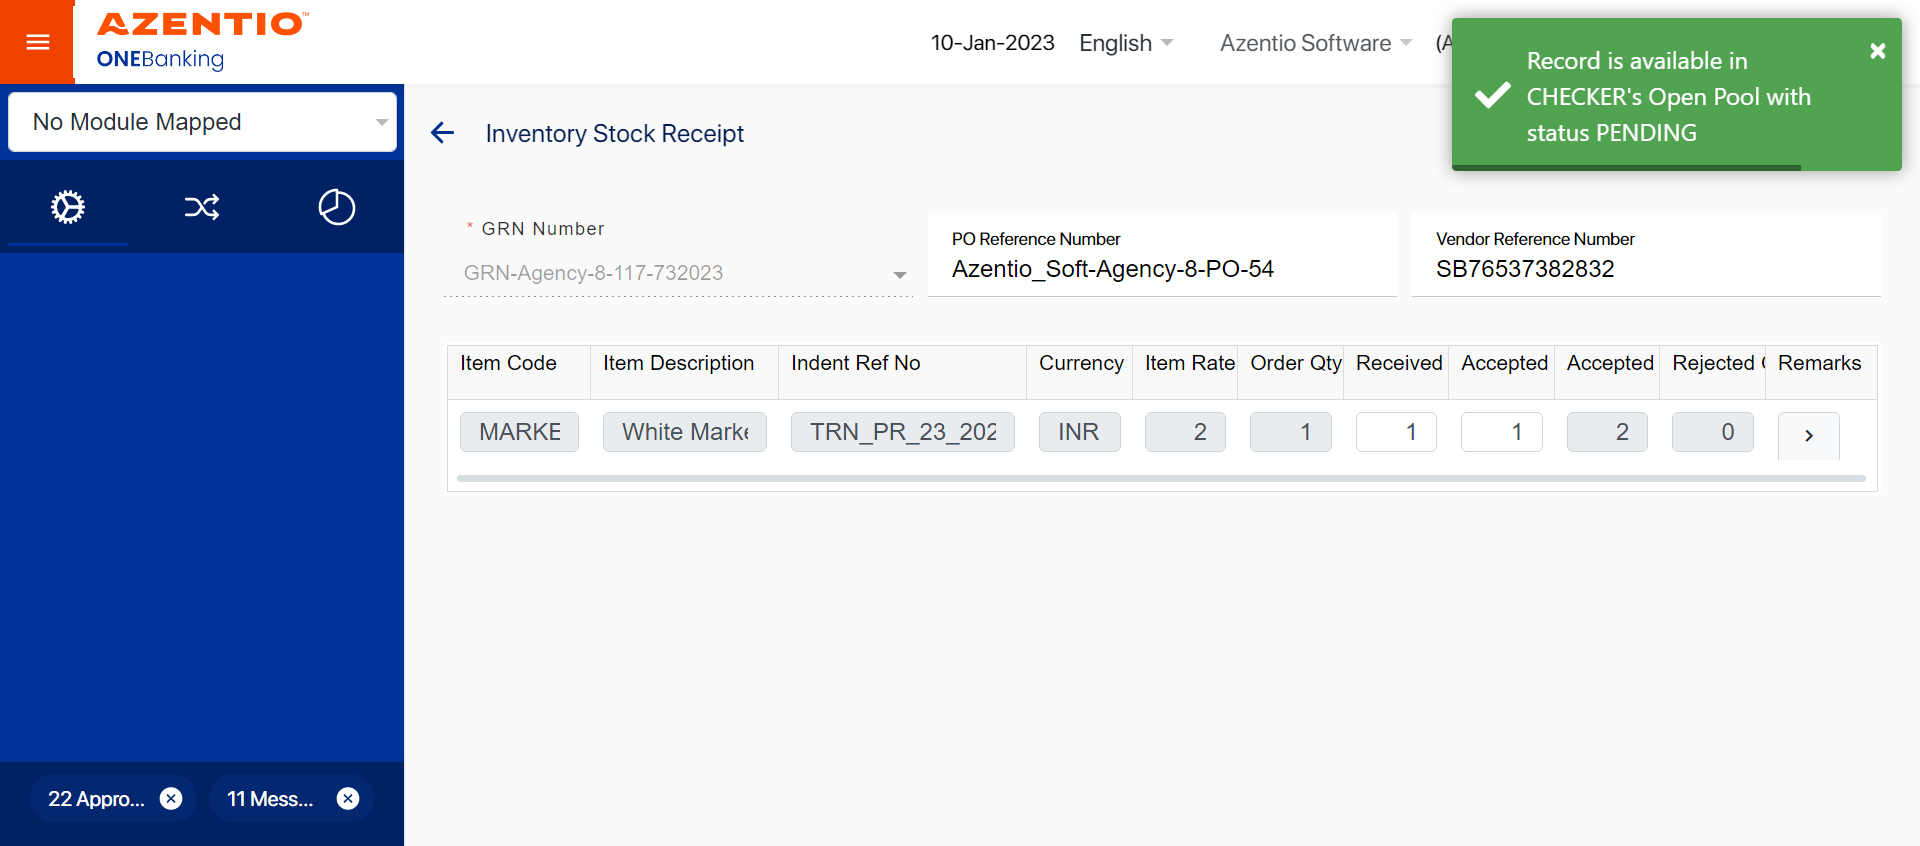 AZENTIO™
ONEBanking
10-Jan-2023
English
Azentio Software
(A
Record is available in
CHECKER's Open Pool with
status PENDING
No Module Mapped
Inventory Stock Receipt
* GRN Number
GRN-Agency-8-117-732023
PO Reference Number
Azentio_Soft-Agency-8-PO-54
Vendor Reference Number
SB76537382832
Item Code Item Description Indent Ref No Currency Item Rate Order Qty Received Accepted Accepted Rejected Remarks
MARKE White Marke TRN_PR_23_202 INR 2 1 1 1 2 0
22 Appro...
11 Mess...